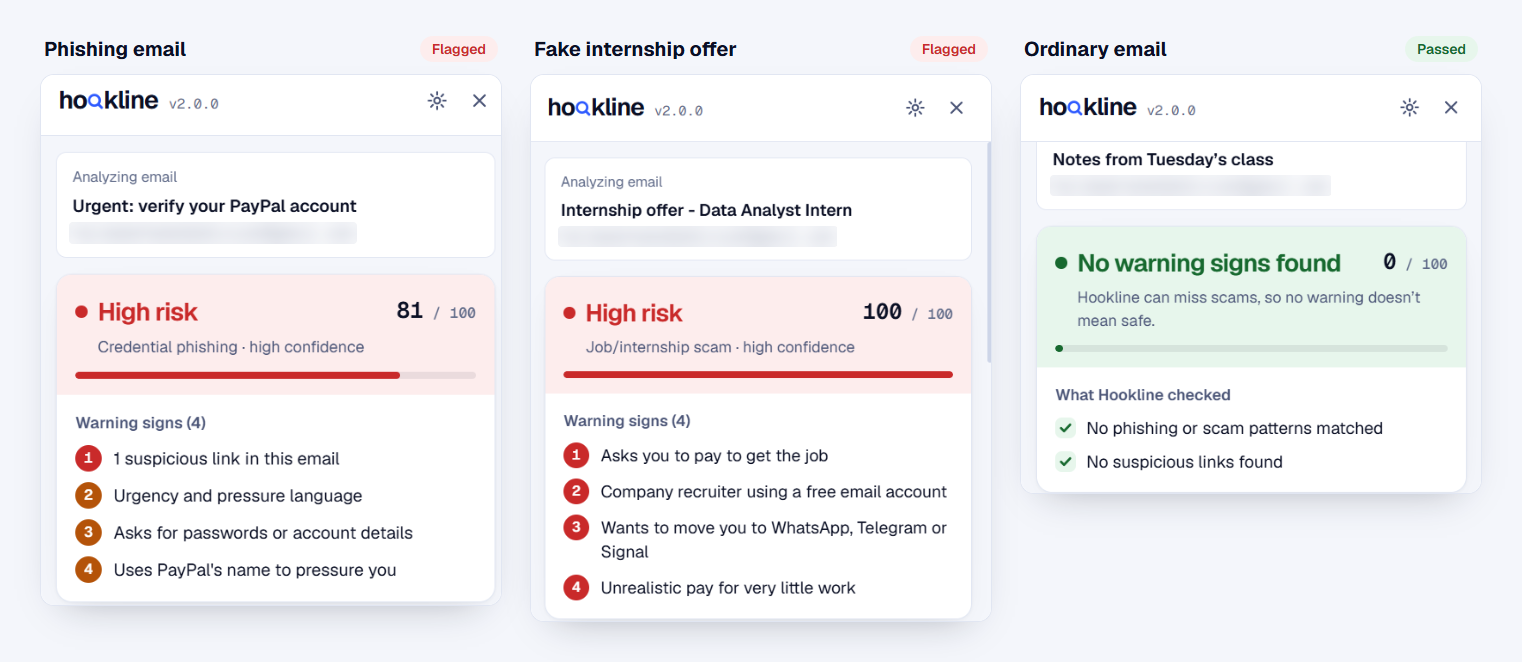 Phishing email
Flagged
hookline v2.0.0
Analyzing email
Urgent: verify your PayPal account
High risk
81 / 100
Credential phishing · high confidence
Warning signs (4)
1 1 suspicious link in this email
2 Urgency and pressure language
3 Asks for passwords or account details
4 Uses PayPal's name to pressure you
Fake internship offer
Flagged
hookline v2.0.0
Analyzing email
Internship offer - Data Analyst Intern
High risk
100 / 100
Job/internship scam · high confidence
Warning signs (4)
1 Asks you to pay to get the job
2 Company recruiter using a free email account
3 Wants to move you to WhatsApp, Telegram or
Signal
4 Unrealistic pay for very little work
Ordinary email
Passed
hookline v2.0.0
Notes from Tuesday’s class
No warning signs found
0 / 100
Hookline can miss scams, so no warning doesn’t
mean safe.
What Hookline checked
No phishing or scam patterns matched
No suspicious links found